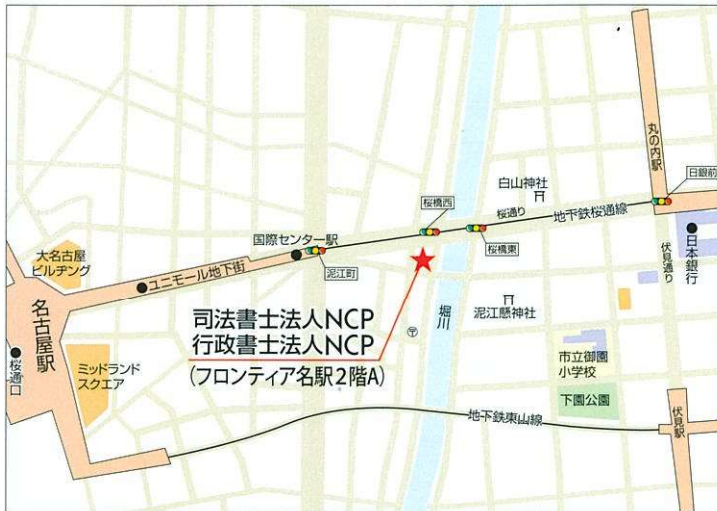 丸の内駅
日銀前
白山神社
桜橋西
桜通り
地下鉄桜通線
国際センター駅
桜橋東
大名古屋
ビルヂング
泥江町
ユニモール地下街
伏見通り
日本銀行
名古屋駅
堀川
泥江縣神社
司法書士法人NCP
行政書士法人NCP
(フロンティア名駅2階A)
〒
桜通口
ミッドランド
スクエア
市立御園
小学校
下園公園
地下鉄東山線
伏見駅